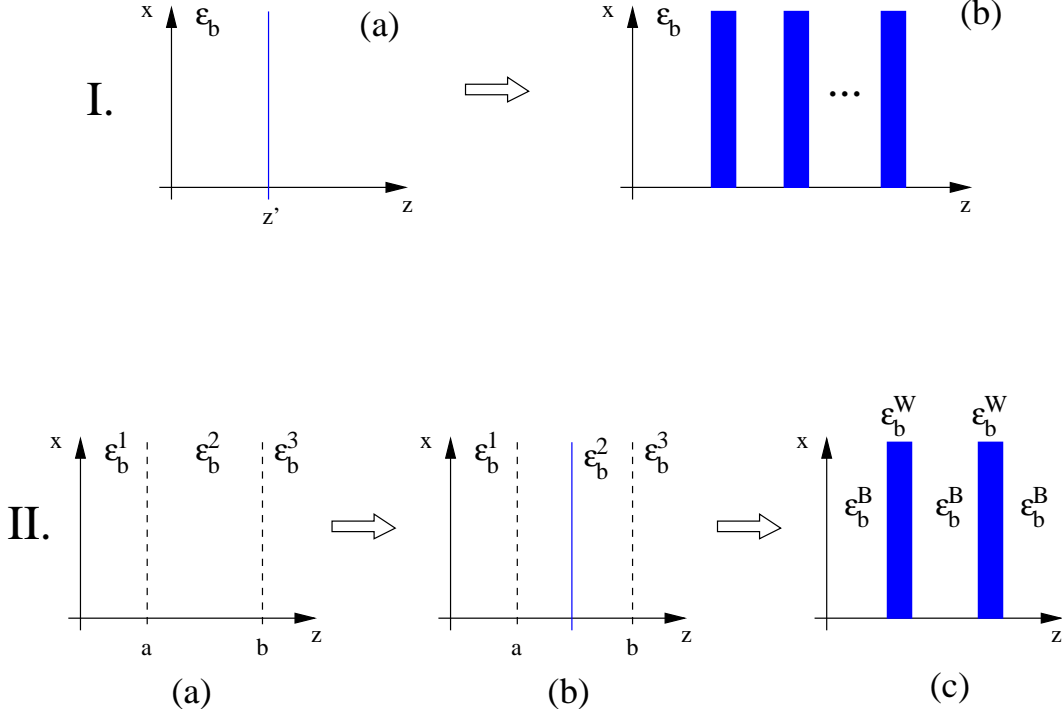 x ε_b (a)
z'
z
I.
x ε_b (b)
...
z
II.
x ε_b^1 ε_b^2 ε_b^3
a b z
(a)
x ε_b^1 ε_b^2 ε_b^3
a b z
(b)
ε_b^W ε_b^W
x
ε_b^B ε_b^B ε_b^B
z
(c)